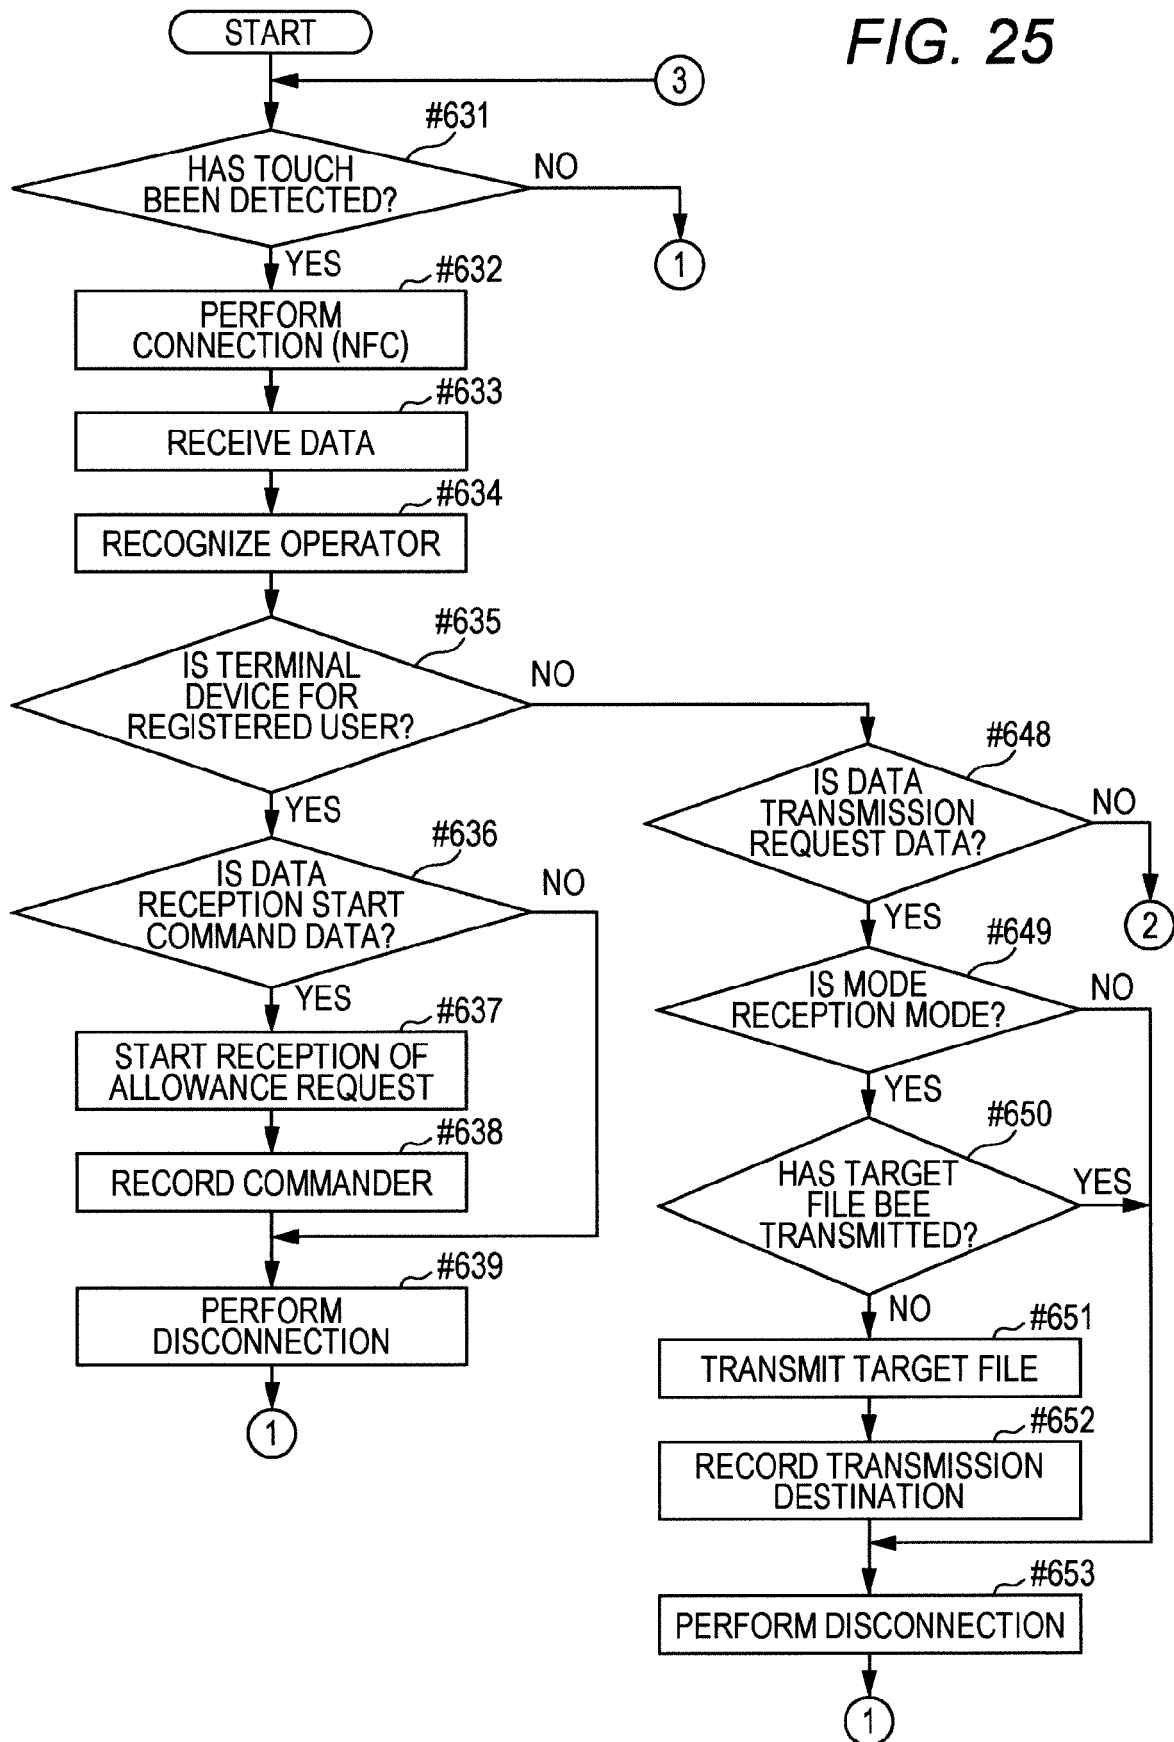 FIG. 25
START
3
#631
HAS TOUCH
BEEN DETECTED?
NO
1
YES
#632
PERFORM
CONNECTION (NFC)
#633
RECEIVE DATA
#634
RECOGNIZE OPERATOR
#635
IS TERMINAL
DEVICE FOR
REGISTERED USER?
NO
YES
#636
IS DATA
RECEPTION START
COMMAND DATA?
NO
YES
#637
START RECEPTION OF
ALLOWANCE REQUEST
#638
RECORD COMMANDER
#639
PERFORM
DISCONNECTION
1
#648
IS DATA
TRANSMISSION
REQUEST DATA?
NO
2
YES
#649
IS MODE
RECEPTION MODE?
NO
YES
#650
HAS TARGET
FILE BEE
TRANSMITTED?
YES
NO
#651
TRANSMIT TARGET FILE
#652
RECORD TRANSMISSION
DESTINATION
#653
PERFORM DISCONNECTION
1